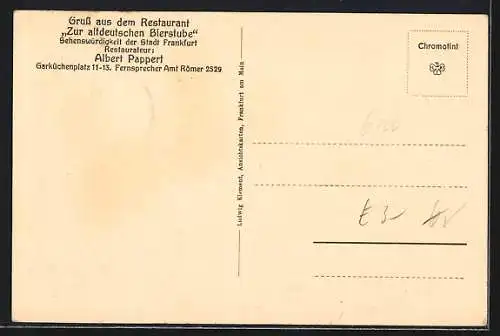 Gruß aus dem Restaurant
„Zur altdeutschen Bierstube“
Sehenswürdigkeit der Stadt Frankfurt
Restaurateur:
Albert Pappert
Garküchenplatz 11-13. Fernsprecher Amt Römer 2529
Ludwig Klement, Ansichtskarten, Frankfurt am Main
Chromotint